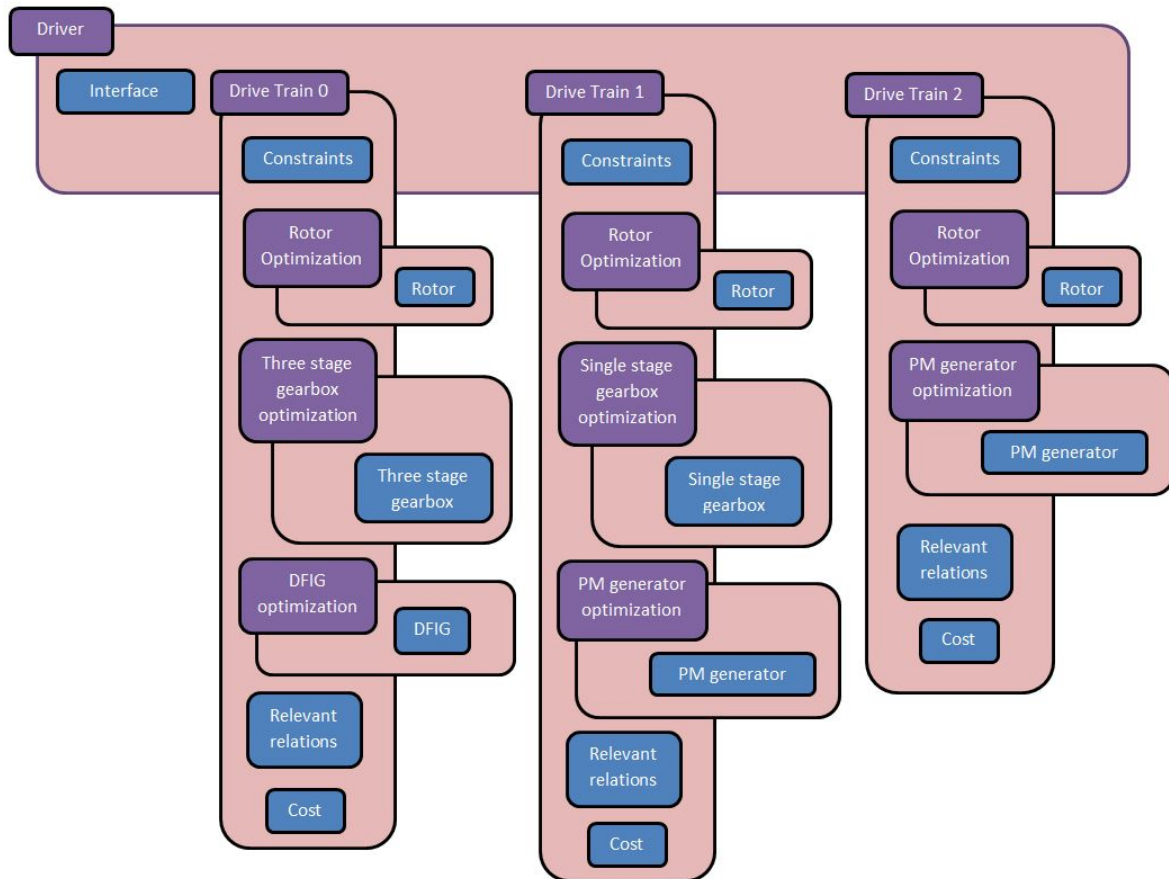 Driver
Interface
Drive Train 0
Constraints
Rotor
Optimization
Rotor
Three stage
gearbox
optimization
Three stage
gearbox
DFIG
optimization
DFIG
Relevant
relations
Cost
Drive Train 1
Constraints
Rotor
Optimization
Rotor
Single stage
gearbox
optimization
Single stage
gearbox
PM generator
optimization
PM generator
Relevant
relations
Cost
Drive Train 2
Constraints
Rotor
Optimization
Rotor
PM generator
optimization
PM generator
Relevant
relations
Cost